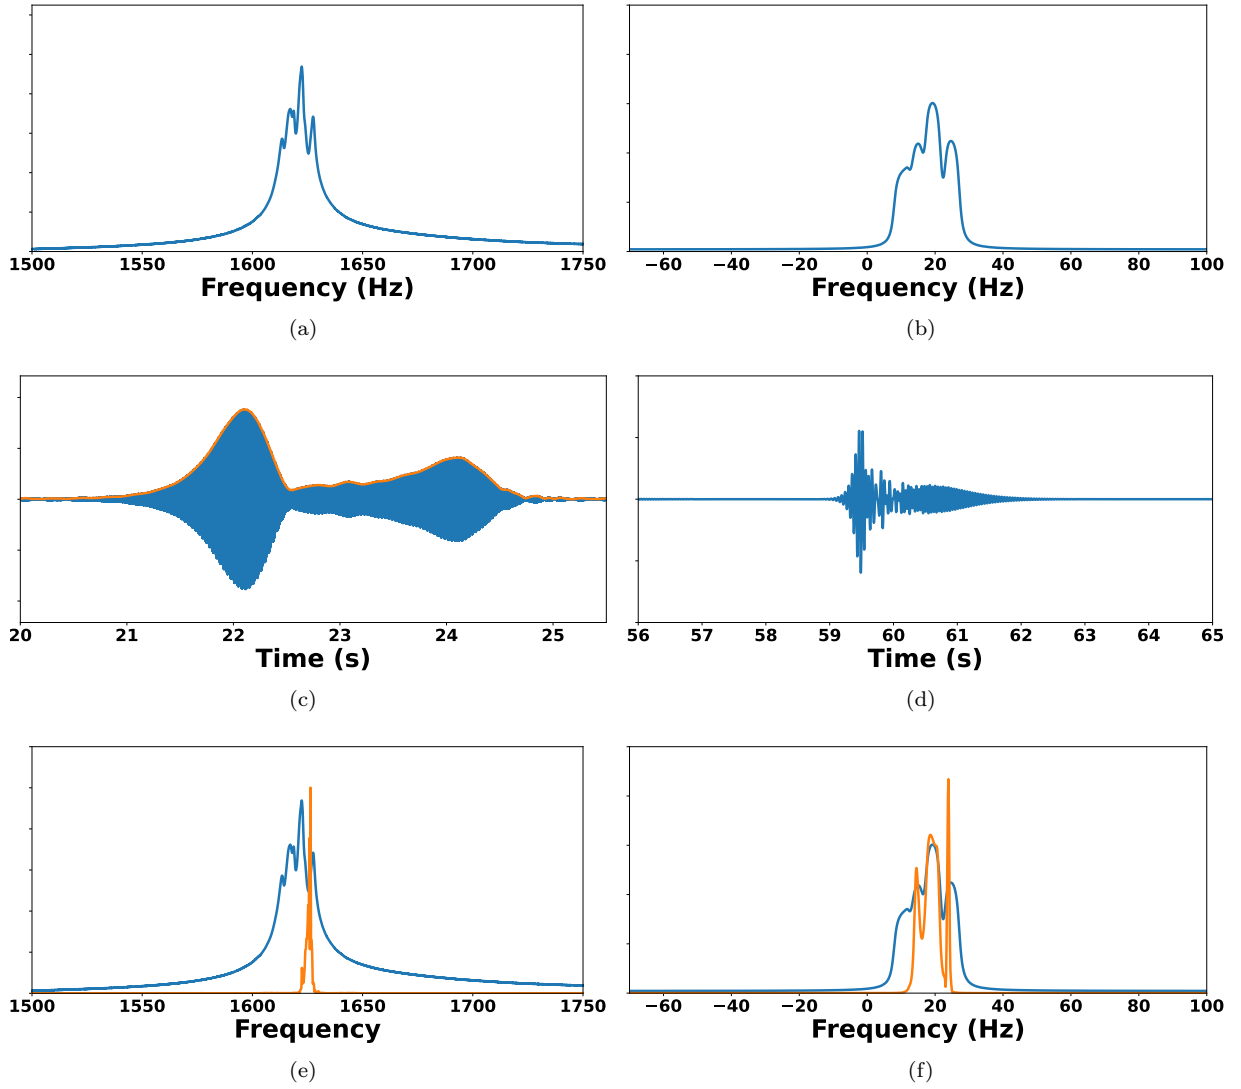 1500 1550 1600 1650 1700 1750
Frequency (Hz)
(a)
−60 −40 −20 0 20 40 60 80 100
Frequency (Hz)
(b)
20 21 22 23 24 25
Time (s)
(c)
56 57 58 59 60 61 62 63 64 65
Time (s)
(d)
1500 1550 1600 1650 1700 1750
Frequency
(e)
−60 −40 −20 0 20 40 60 80 100
Frequency (Hz)
(f)